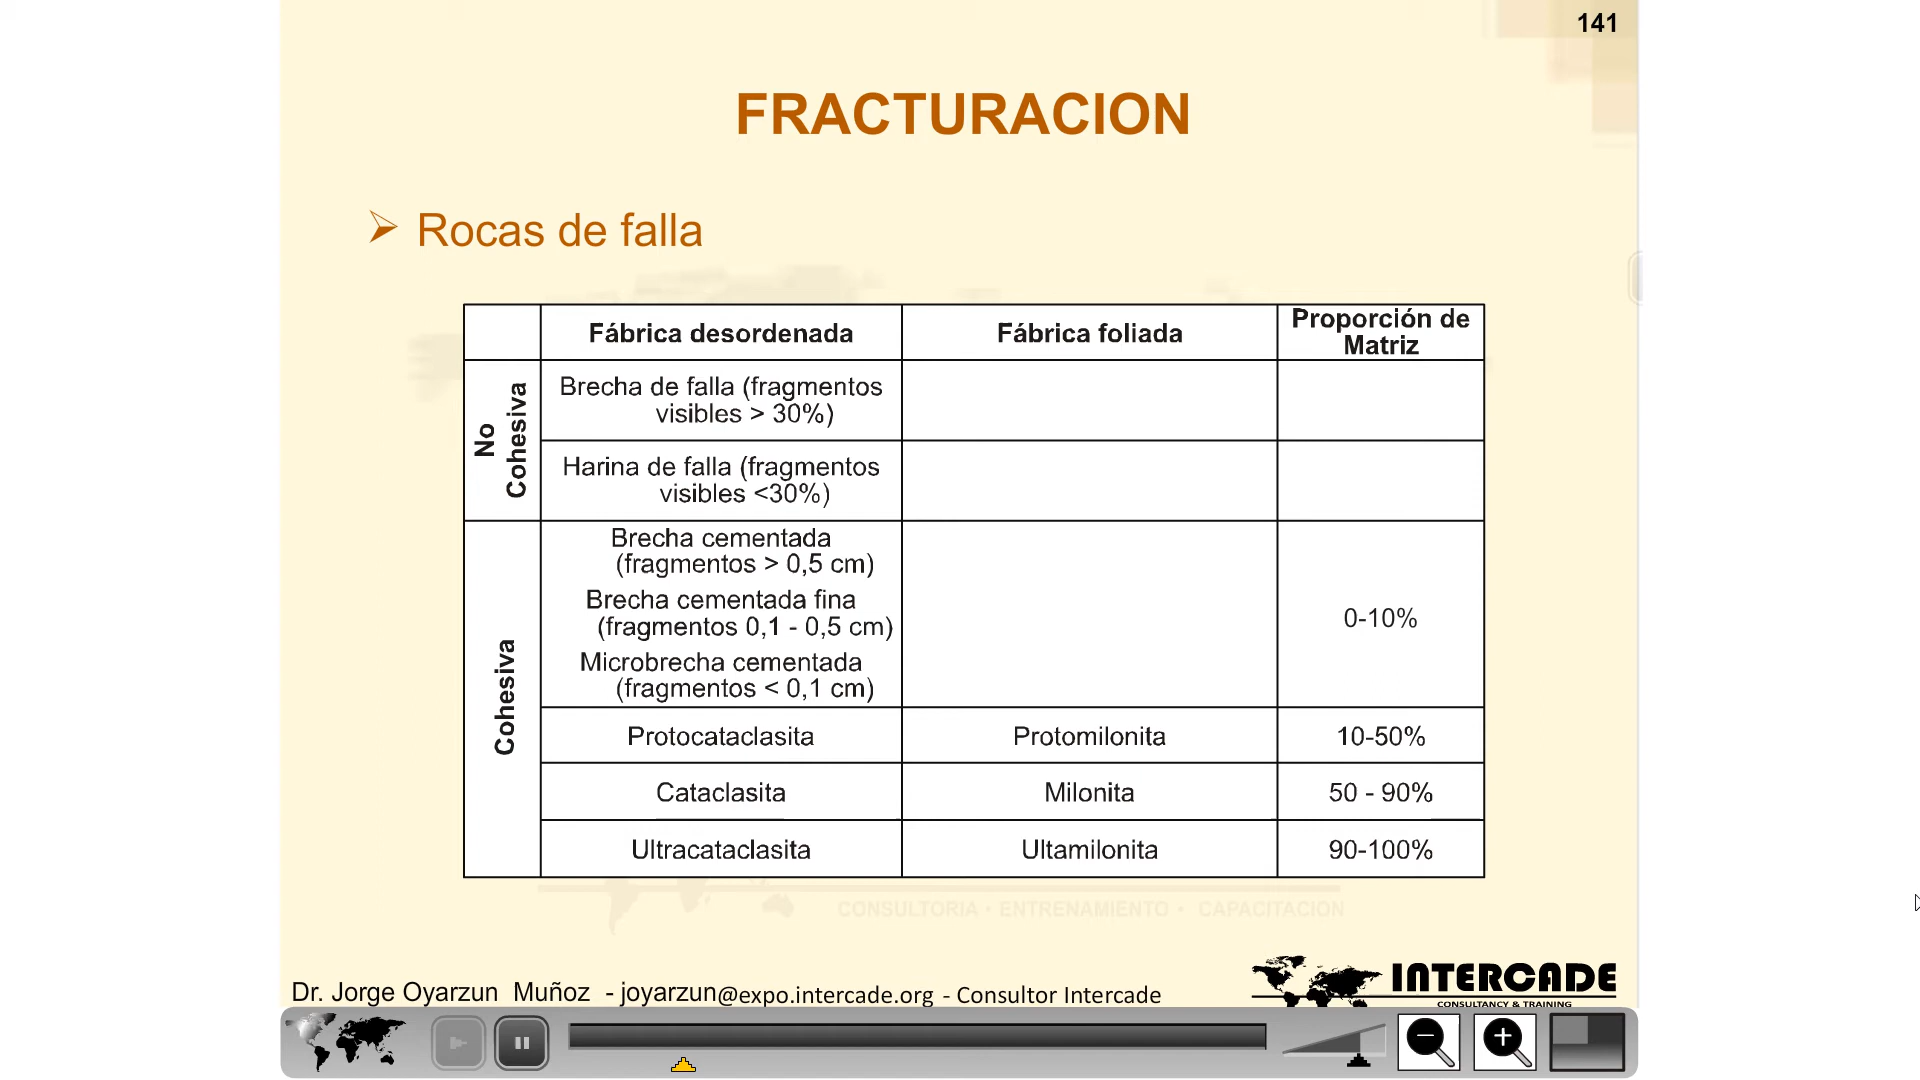 141
FRACTURACION
Rocas de falla
Fábrica desordenada
Fábrica foliada
Proporción de
Matriz
No
Cohesiva
Brecha de falla (fragmentos
visibles > 30%)
Harina de falla (fragmentos
visibles <30%)
Cohesiva
Brecha cementada
(fragmentos > 0,5 cm)
Brecha cementada fina
(fragmentos 0,1 - 0,5 cm)
Microbrecha cementada
(fragmentos < 0,1 cm)
0-10%
Protocataclasita
Protomilonita
10-50%
Cataclasita
Milonita
50 - 90%
Ultracataclasita
Ultamilonita
90-100%
CONSULTORIA • ENTRENAMIENTO • CAPACITACION
Dr. Jorge Oyarzun Muñoz - joyarzun@expo.intercade.org - Consultor Intercade
INTERCADE
CONSULTANCY & TRAINING